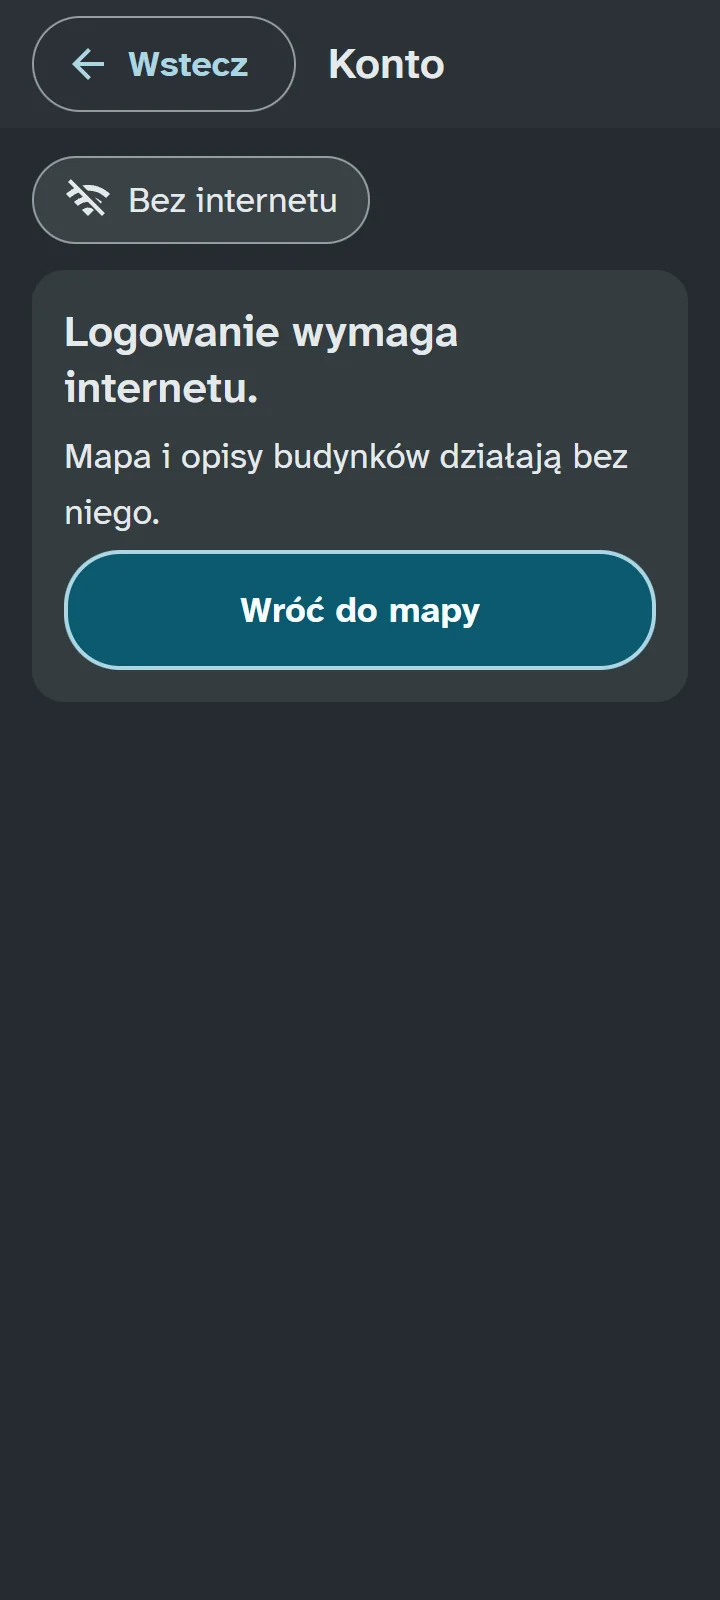 Wstecz
Konto
Bez internetu
Logowanie wymaga
internetu.
Mapa i opisy budynków działają bez
niego.
Wróć do mapy